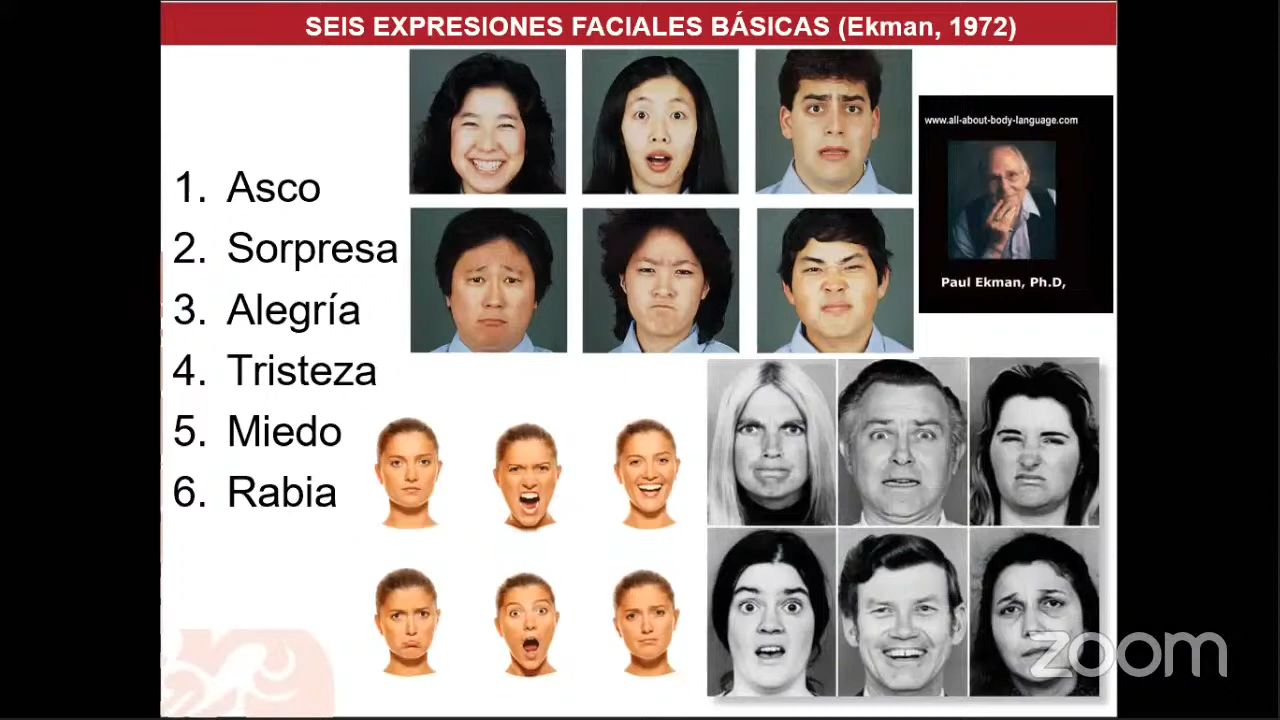 SEIS EXPRESIONES FACIALES BÁSICAS (Ekman, 1972)
1. Asco
2. Sorpresa
3. Alegría
4. Tristeza
5. Miedo
6. Rabia
www.all-about-body-language.com
Paul Ekman, Ph.D,
zoom